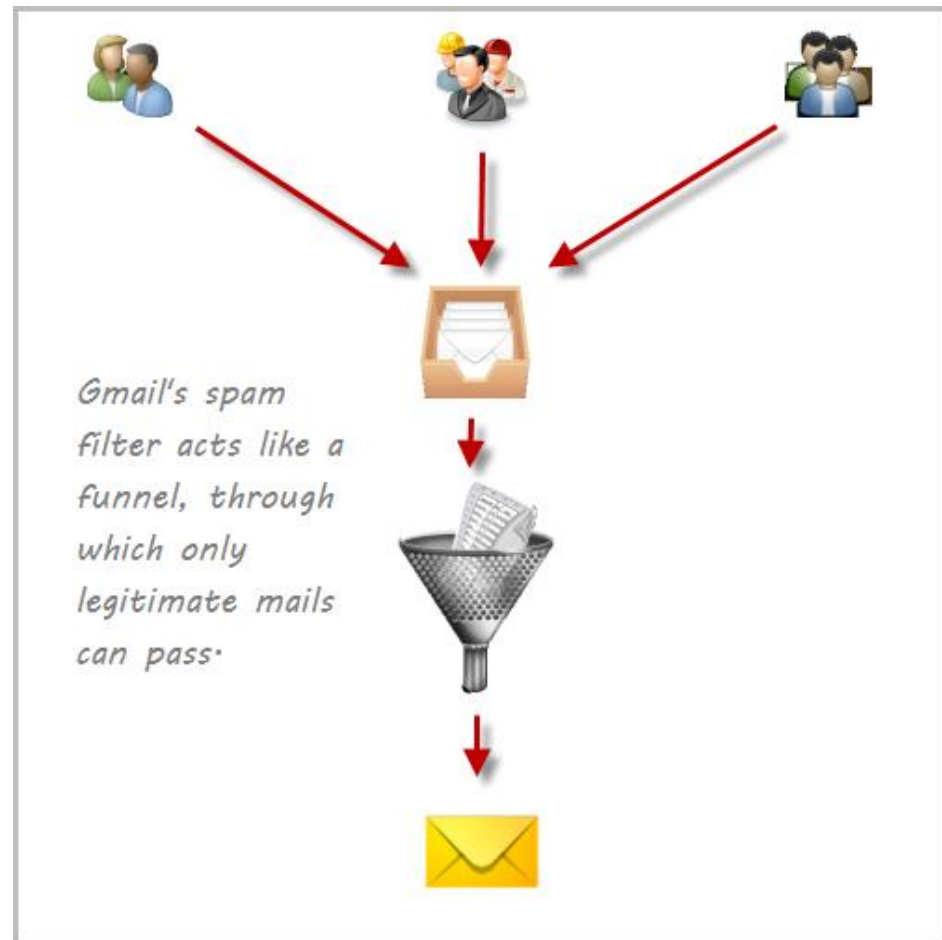 Gmail's spam
filter acts like a
funnel, through
which only
legitimate mails
can pass.